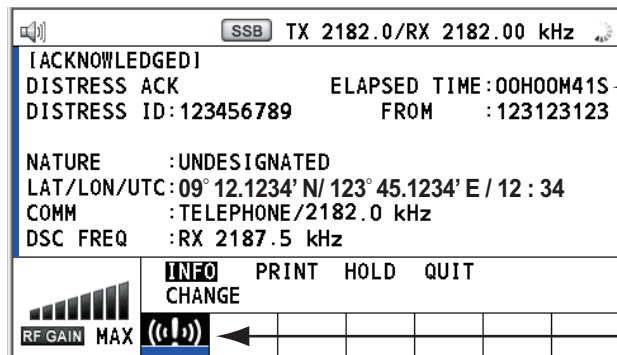 SSB TX 2182.0/RX 2182.00 kHz
[ACKNOWLEDGED]
DISTRESS ACK ELAPSED TIME:00H00M41S
DISTRESS ID:123456789 FROM :123123123
NATURE :UNDESIGNATED
LAT/LON/UTC:09° 12.1234' N/ 123° 45.1234' E / 12 : 34
COMM :TELEPHONE/2182.0 kHz
DSC FREQ :RX 2187.5 kHz
INFO PRINT HOLD QUIT
CHANGE
RF GAIN MAX